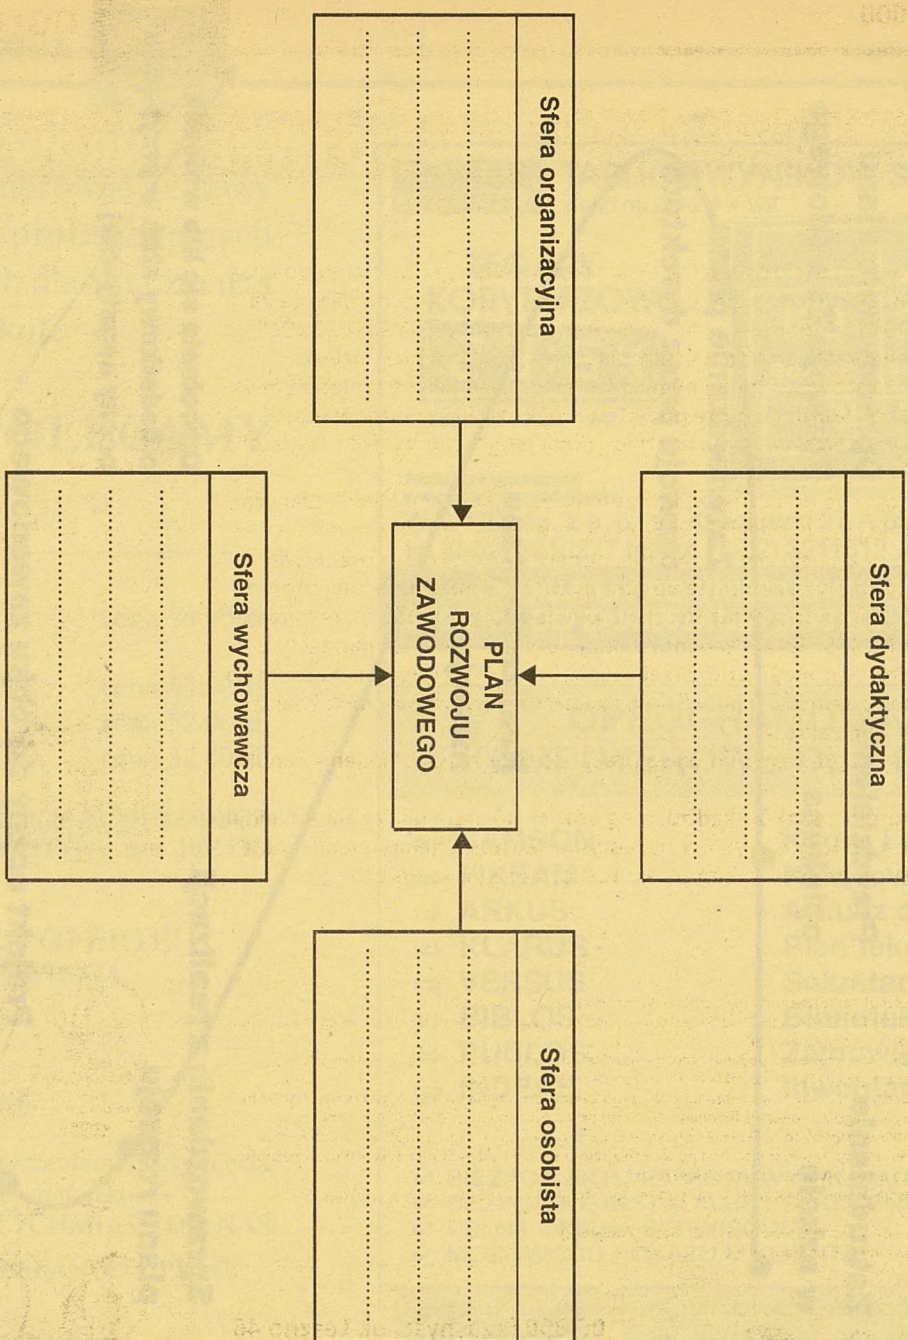 Sfera dydaktyczna
Sfera organizacyjna
PLAN
ROZWOJU
ZAWODOWEGO
Sfera osobista
Sfera wychowawcza